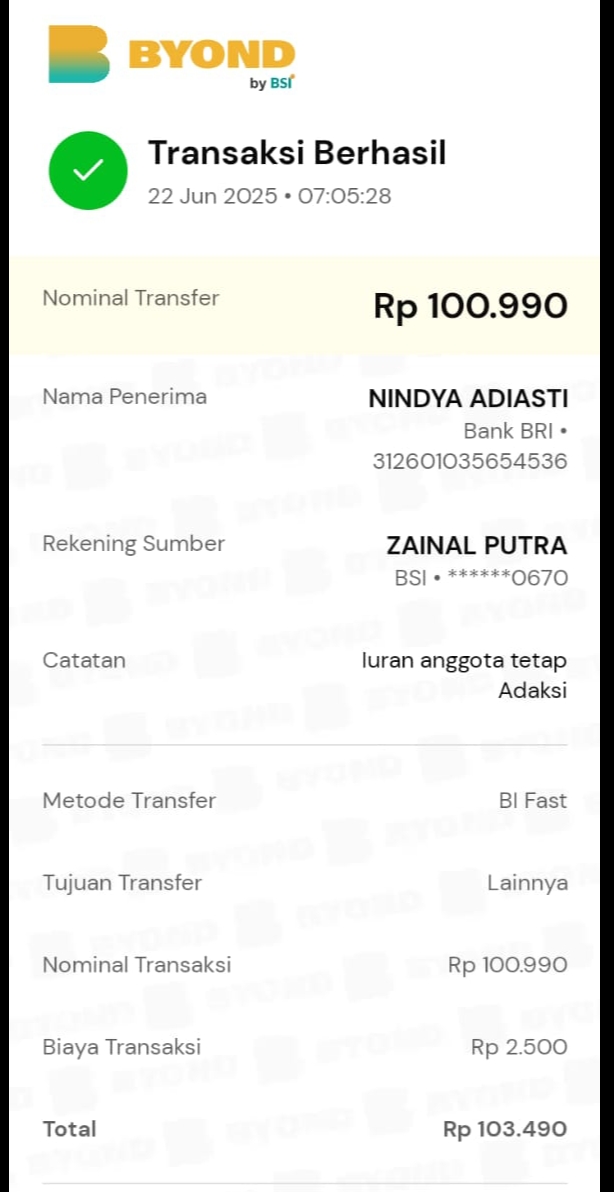 BYOND
by BSI
Transaksi Berhasil
22 Jun 2025 • 07:05:28
Nominal Transfer
Rp 100.990
Nama Penerima
NINDYA ADIASTI
Bank BRI •
312601035654536
Rekening Sumber
ZAINAL PUTRA
BSI • ******0670
Catatan
Iuran anggota tetap
Adaksi
Metode Transfer
BI Fast
Tujuan Transfer
Lainnya
Nominal Transaksi
Rp 100.990
Biaya Transaksi
Rp 2.500
Total
Rp 103.490